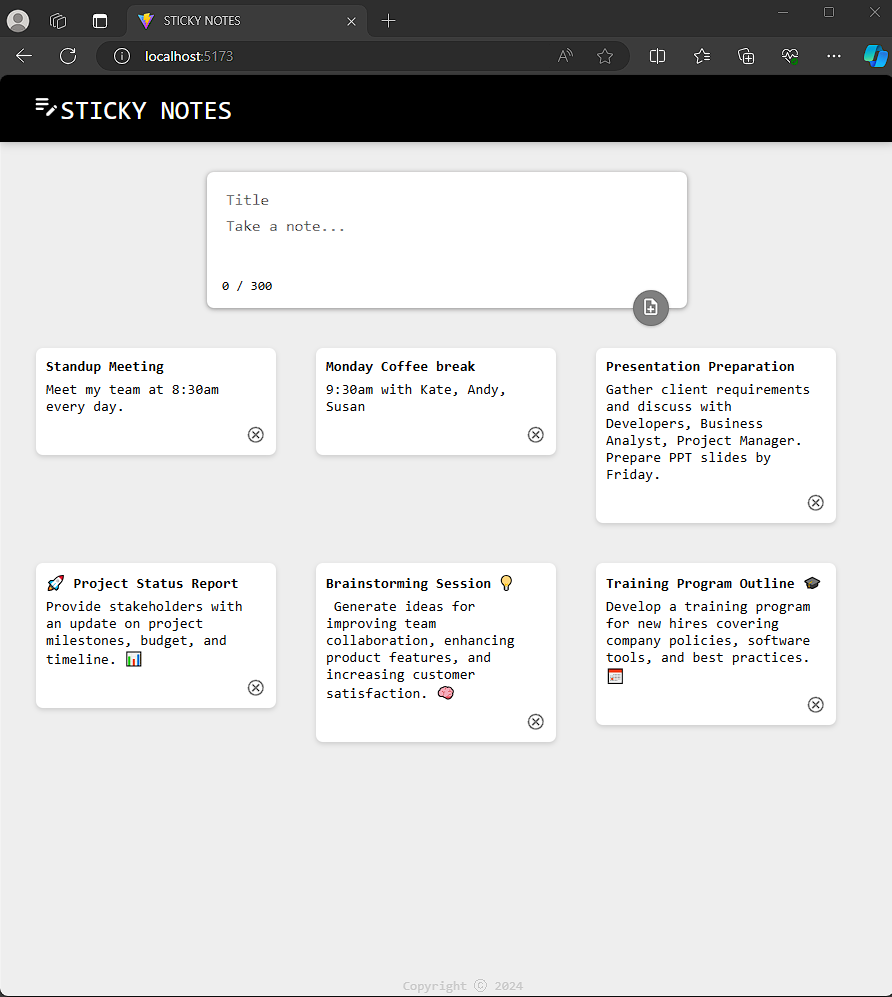 STICKY NOTES
localhost:5173
STICKY NOTES
Title
Take a note...
0 / 300
Standup Meeting
Meet my team at 8:30am
every day.
Monday Coffee break
9:30am with Kate, Andy,
Susan
Presentation Preparation
Gather client requirements
and discuss with
Developers, Business
Analyst, Project Manager.
Prepare PPT slides by
Friday.
🚀 Project Status Report
Provide stakeholders with
an update on project
milestones, budget, and
timeline. 📊
Brainstorming Session 💡
Generate ideas for
improving team
collaboration, enhancing
product features, and
increasing customer
satisfaction. 🧠
Training Program Outline 🎓
Develop a training program
for new hires covering
company policies, software
tools, and best practices.
📅
Copyright © 2024